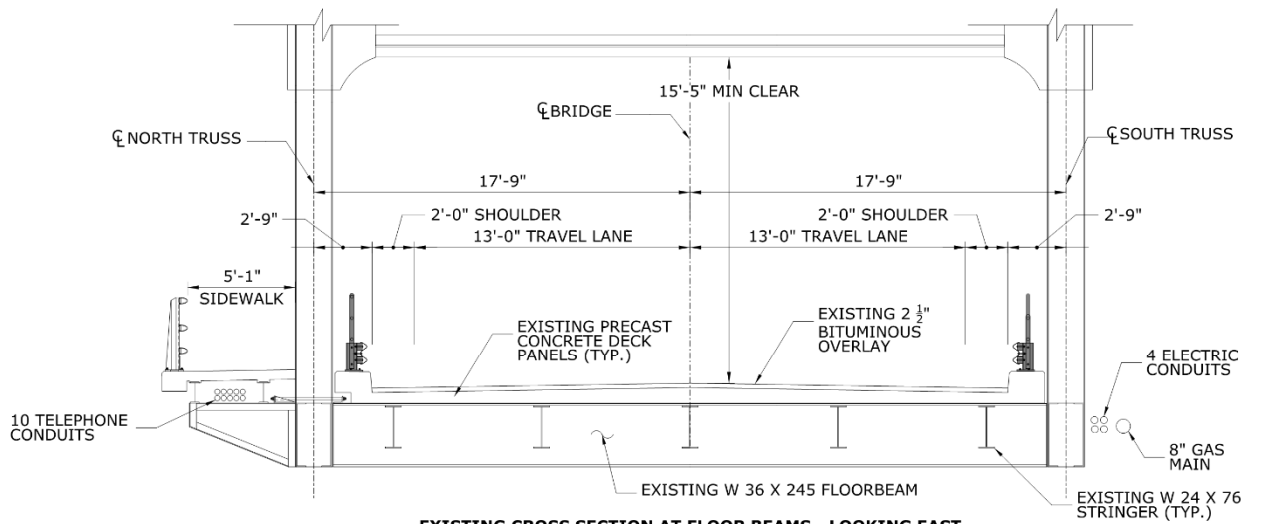 15'-5" MIN CLEAR
℄ BRIDGE
℄ NORTH TRUSS
℄ SOUTH TRUSS
17'-9"
17'-9"
2'-9"
2'-0" SHOULDER
2'-0" SHOULDER
2'-9"
13'-0" TRAVEL LANE
13'-0" TRAVEL LANE
5'-1"
SIDEWALK
EXISTING PRECAST
CONCRETE DECK
PANELS (TYP.)
EXISTING 2 1/2"
BITUMINOUS
OVERLAY
4 ELECTRIC
CONDUITS
10 TELEPHONE
CONDUITS
8" GAS
MAIN
EXISTING W 36 X 245 FLOORBEAM
EXISTING W 24 X 76
STRINGER (TYP.)
EXISTING CROSS SECTION AT FLOOR BEAMS - LOOKING EAST